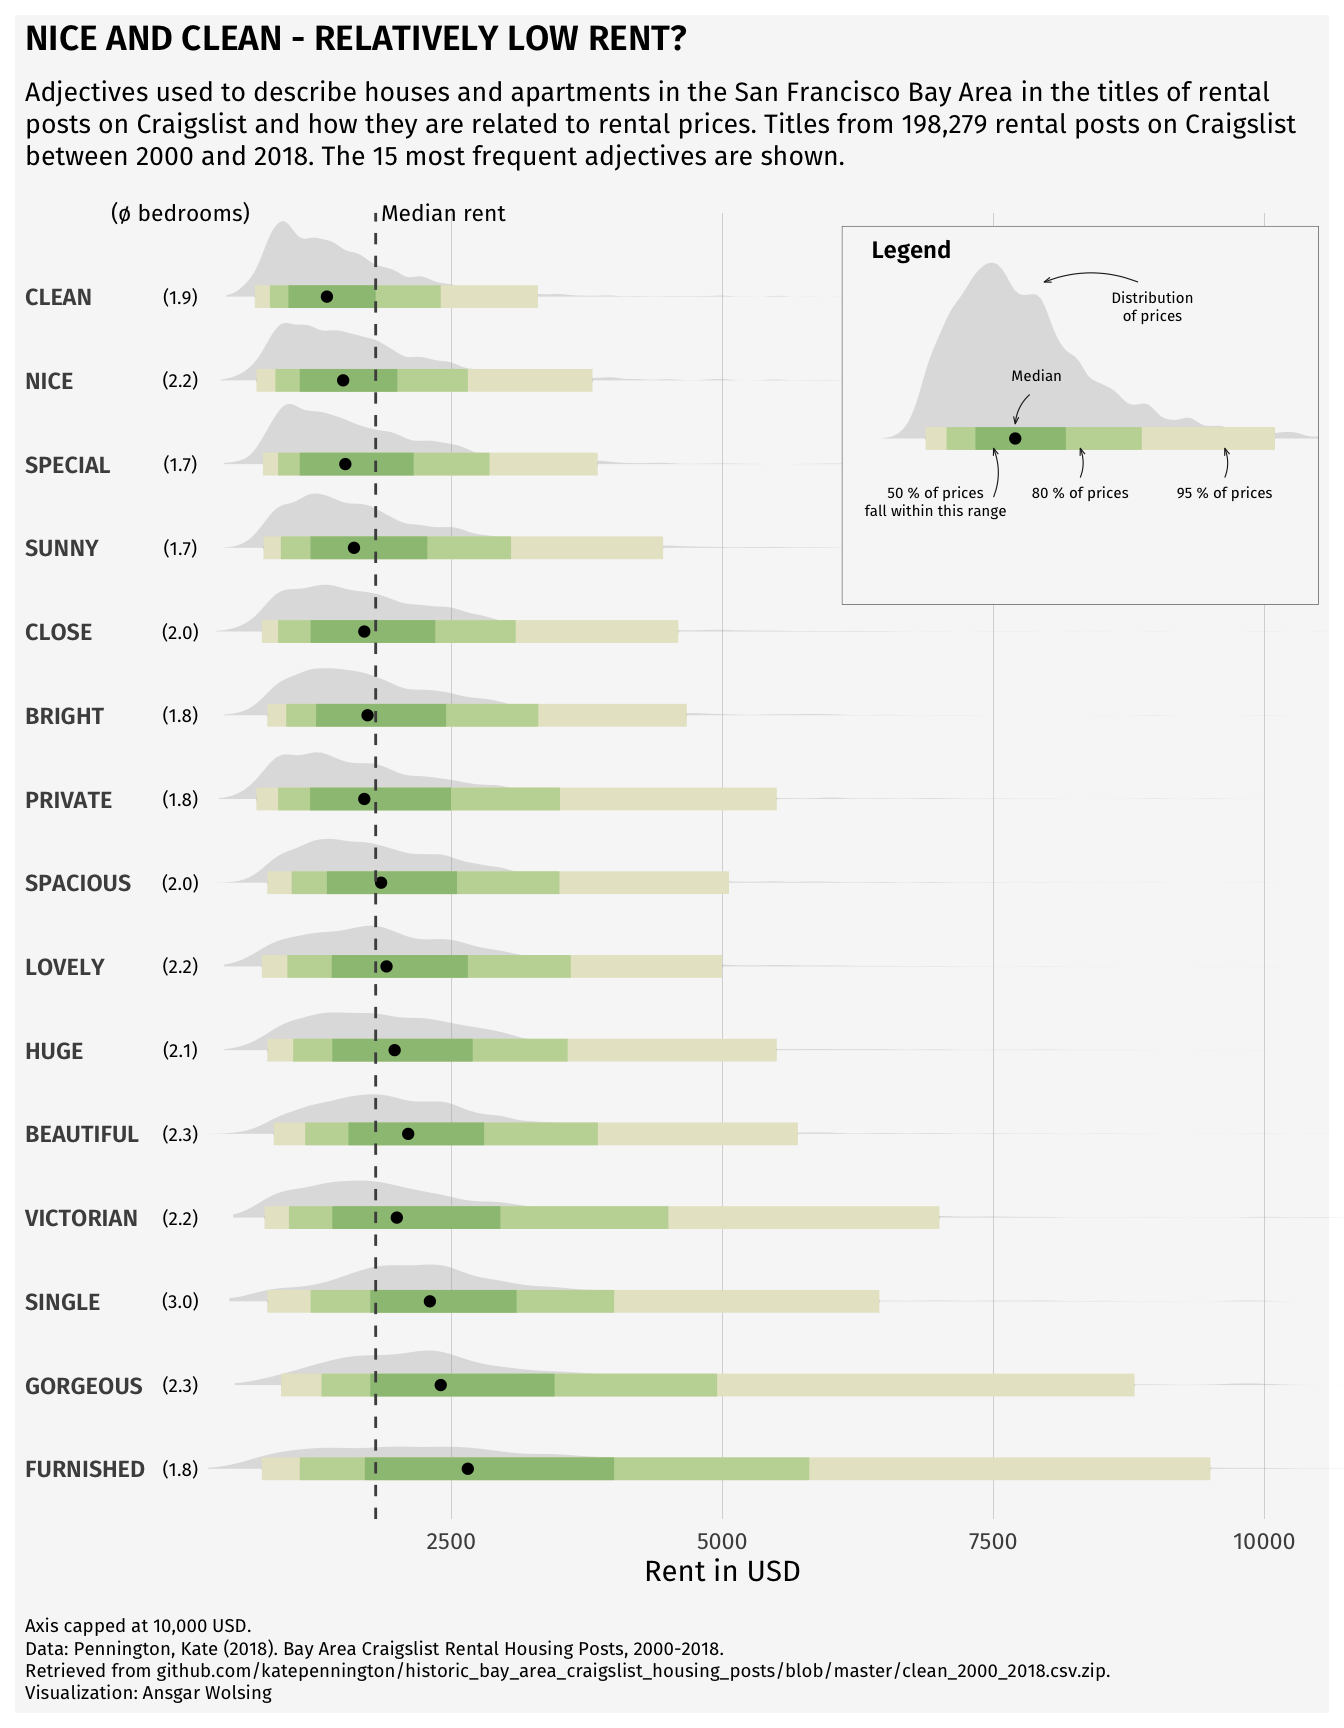 NICE AND CLEAN - RELATIVELY LOW RENT?
Adjectives used to describe houses and apartments in the San Francisco Bay Area in the titles of rental
posts on Craigslist and how they are related to rental prices. Titles from 198,279 rental posts on Craigslist
between 2000 and 2018. The 15 most frequent adjectives are shown.
(ø bedrooms) Median rent
Legend
Distribution
of prices
Median
50 % of prices
fall within this range
80 % of prices
95 % of prices
CLEAN (1.9)
NICE (2.2)
SPECIAL (1.7)
SUNNY (1.7)
CLOSE (2.0)
BRIGHT (1.8)
PRIVATE (1.8)
SPACIOUS (2.0)
LOVELY (2.2)
HUGE (2.1)
BEAUTIFUL (2.3)
VICTORIAN (2.2)
SINGLE (3.0)
GORGEOUS (2.3)
FURNISHED (1.8)
2500 5000 7500 10000
Rent in USD
Axis capped at 10,000 USD.
Data: Pennington, Kate (2018). Bay Area Craigslist Rental Housing Posts, 2000-2018.
Retrieved from github.com/katepennington/historic_bay_area_craigslist_housing_posts/blob/master/clean_2000_2018.csv.zip.
Visualization: Ansgar Wolsing